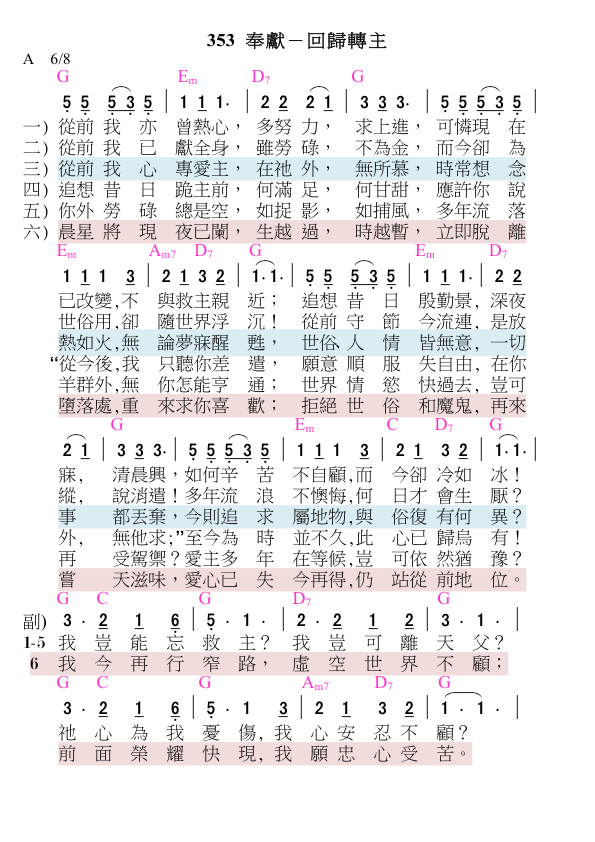 353 奉獻－回歸轉主
A 6/8
G Em D7 G
5 5 5 3 5 | 1 1 1· | 2 2 2 1 | 3 3 3· | 5 5 5 3 5 |
一) 從前 我 亦 曾熱心， 多努 力， 求上進， 可憐現 在
二) 從前 我 已 獻全身， 雖勞 碌， 不為金， 而今卻 為
三) 從前 我 心 專愛主， 在祂 外， 無所慕， 時常想 念
四) 追想 昔 日 跪主前， 何滿 足， 何甘甜， 應許你 說
五) 你外 勞 碌 總是空， 如捉 影， 如捕風， 多年流 落
六) 晨星 將 現 夜已闌， 生越 過， 時越暫， 立即脫 離
Em Am7 D7 G Em D7
1 1 1 3 | 2 1 3 2 | 1· 1· | 5 5 5 3 5 | 1 1 1· | 2 2
已改變,不 與救主親 近； 追想 昔 日 殷勤景, 深夜
世俗用,卻 隨世界浮 沉！ 從前 守 節 今流連, 是放
熱如火,無 論夢寐醒 甦， 世俗、人 情 皆無意, 一切
“從今後,我 只聽你差 遣， 願意 順 服 失自由, 在你
羊群外,無 你怎能亨 通； 世界 情 慾 快過去, 豈可
墮落處,重 來求你喜 歡； 拒絕 世 俗 和魔鬼, 再來
G Em C D7 G
2 1 | 3 3 3· | 5 5 5 3 5 | 1 1 1 3 | 2 1 3 2 | 1· 1· |
寐， 清晨興，如何辛 苦 不自顧,而 今卻 冷如 冰！
縱， 說消遣！多年流 浪 不懊悔,何 日才 會生 厭？
事 都丟棄，今則追 求 屬地物,與 俗復 有何 異？
外， 無他求；”至今為 時 並不久,此 心已 歸烏 有！
再 受駕禦？愛主多 年 在等候,豈 可依 然猶 豫？
嘗 天滋味，愛心已 失 今再得,仍 站從 前地 位。
G C G D7 G
副) 3 · 2 1 6 | 5 · 1 · | 2 · 2 1 2 | 3 · 1 · |
1-5 我 豈 能 忘 救 主？ 我 豈 可 離 天 父？
6 我 今 再 行 窄 路， 虛 空 世 界 不 顧；
G C G Am7 D7 G
3 · 2 1 6 | 5 · 1 3 | 2 1 3 2 | 1 · 1 · |
祂 心 為 我 憂 傷, 我 心 安 忍 不 顧？
前 面 榮 耀 快 現, 我 願 忠 心 受 苦。